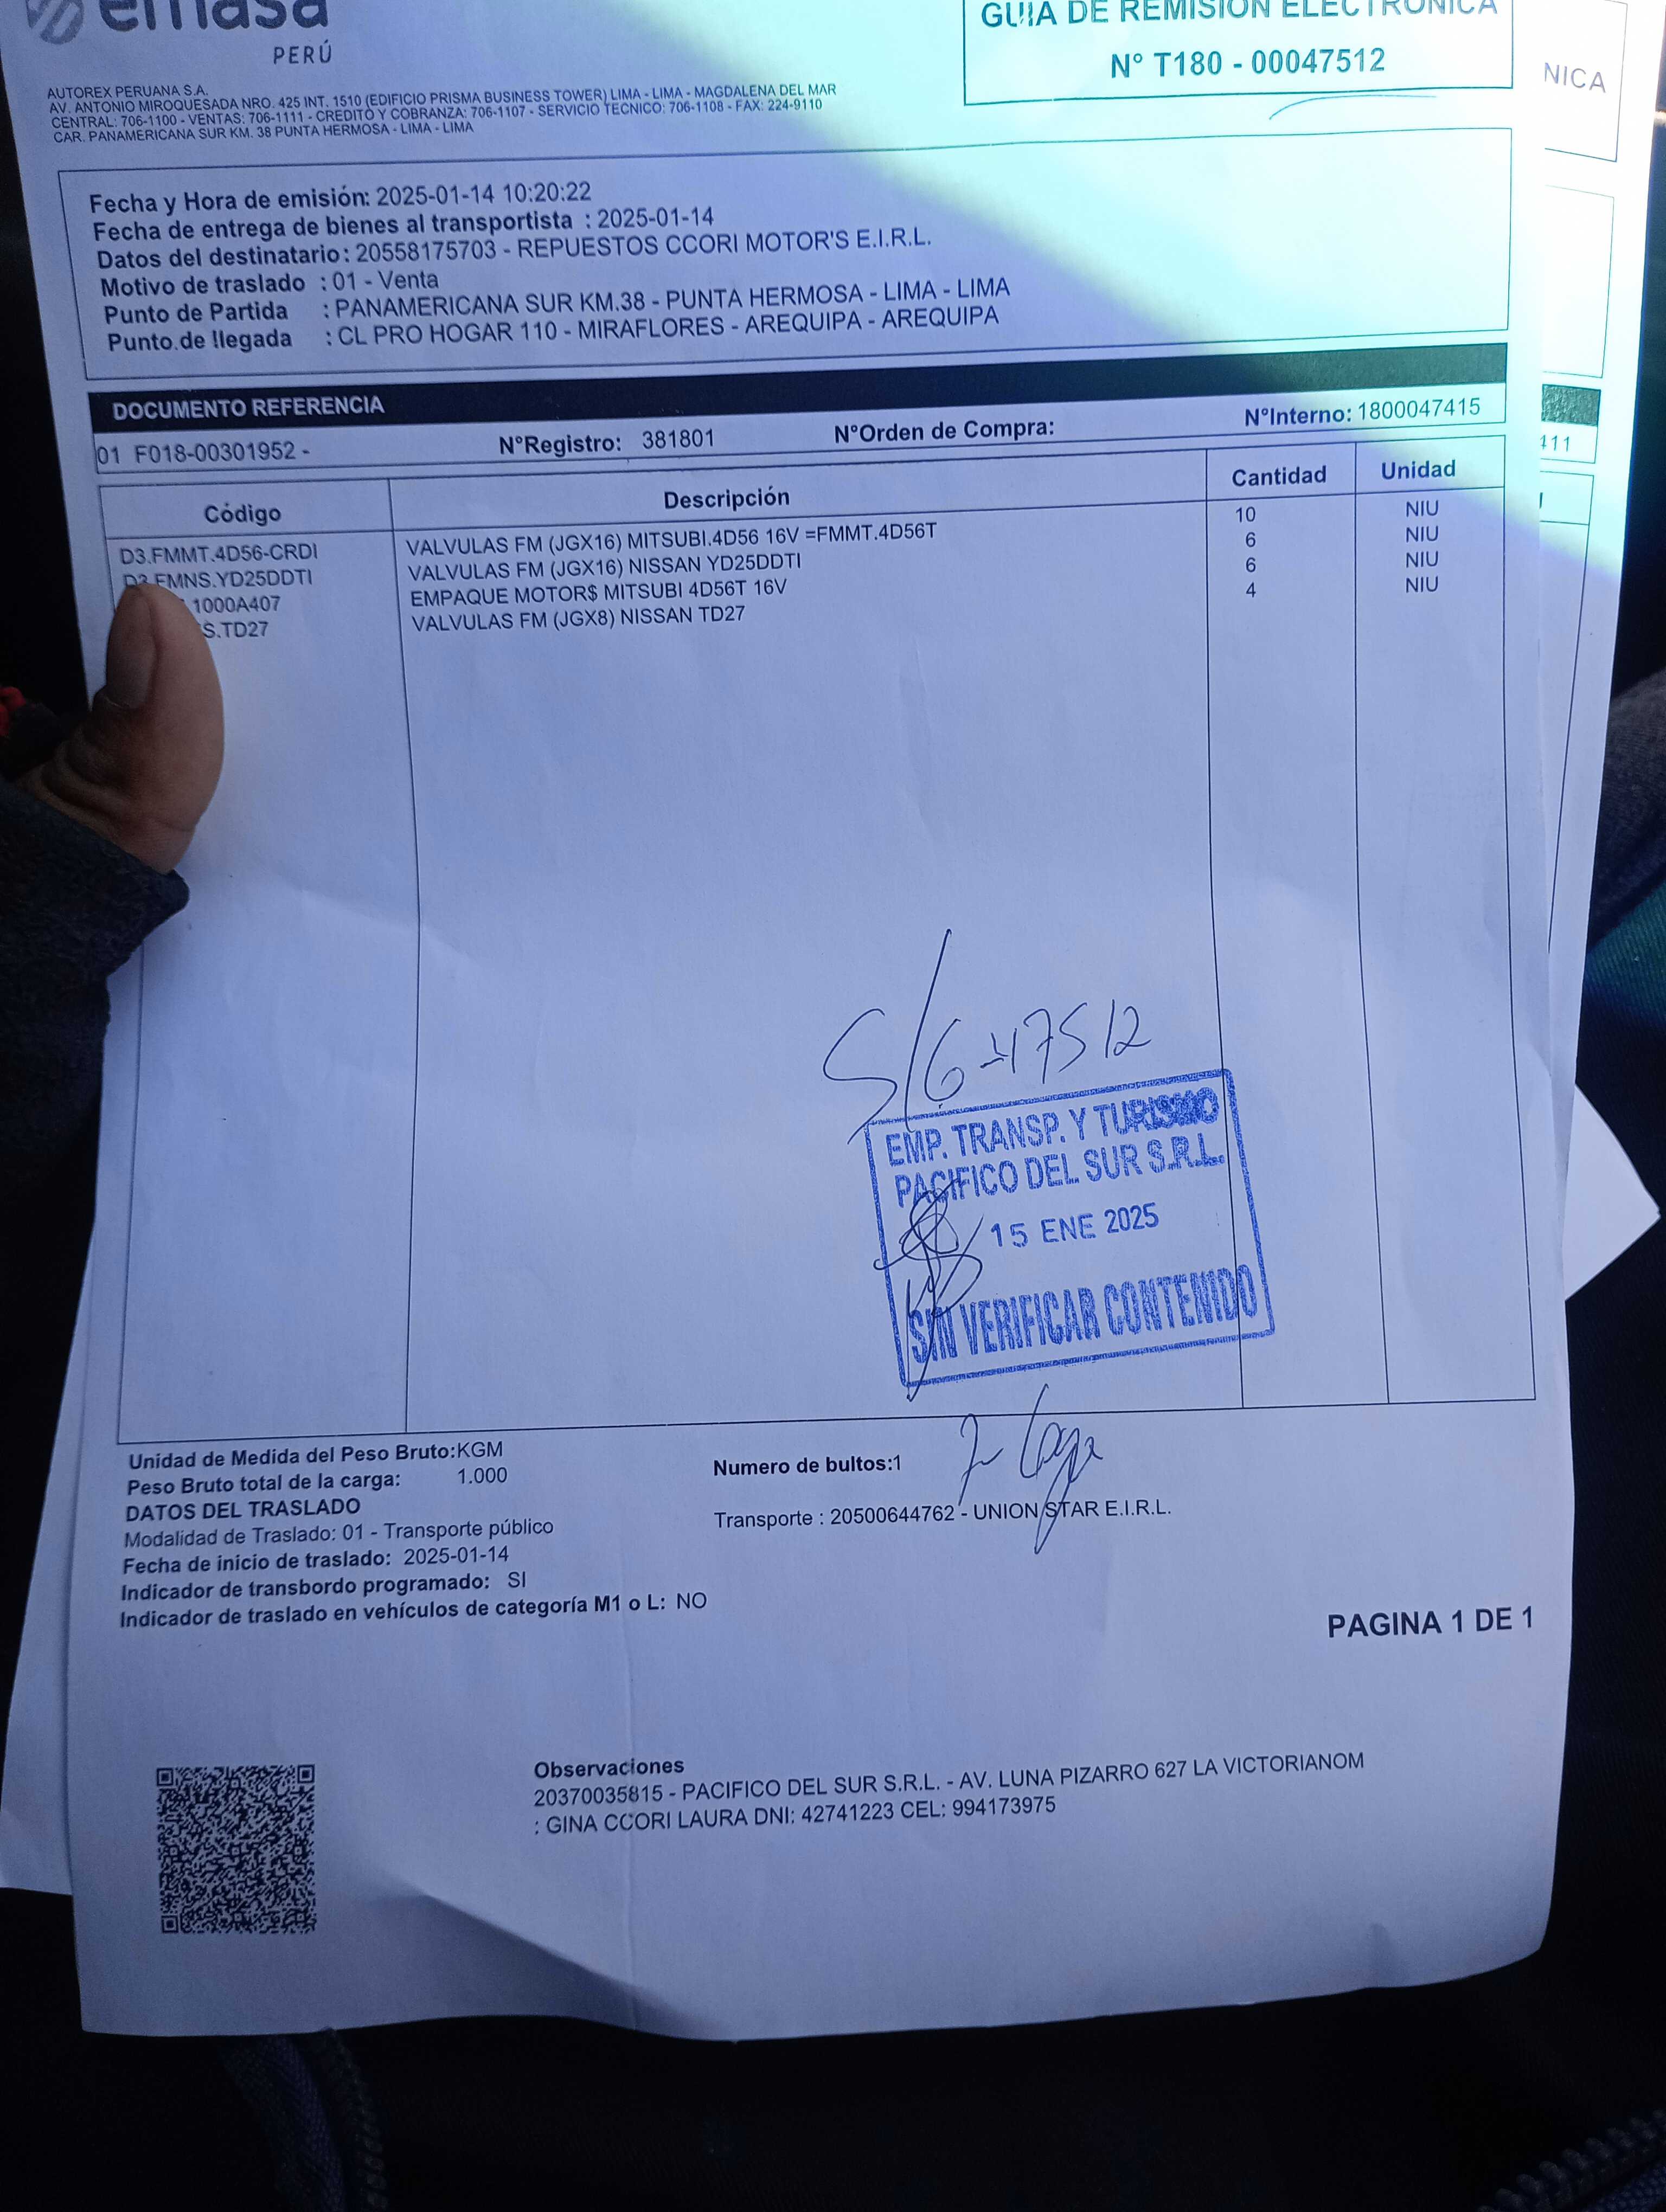 emasa
PERÚ
GUIA DE REMISIÓN ELECTRÓNICA
N° T180 - 00047512
NICA
AUTOREX PERUANA S.A.
AV. ANTONIO MIROQUESADA NRO. 425 INT. 1510 (EDIFICIO PRISMA BUSINESS TOWER) LIMA - LIMA - MAGDALENA DEL MAR
CENTRAL: 706-1100 - VENTAS: 706-1111 - CREDITO Y COBRANZA: 706-1107 - SERVICIO TECNICO: 706-1108 - FAX: 224-9110
CAR. PANAMERICANA SUR KM. 38 PUNTA HERMOSA - LIMA - LIMA
Fecha y Hora de emisión: 2025-01-14 10:20:22
Fecha de entrega de bienes al transportista : 2025-01-14
Datos del destinatario : 20558175703 - REPUESTOS CCORI MOTOR'S E.I.R.L.
Motivo de traslado : 01 - Venta
Punto de Partida : PANAMERICANA SUR KM.38 - PUNTA HERMOSA - LIMA - LIMA
Punto de llegada : CL PRO HOGAR 110 - MIRAFLORES - AREQUIPA - AREQUIPA
DOCUMENTO REFERENCIA
01 F018-00301952 - N°Registro: 381801 N°Orden de Compra: N°Interno: 1800047415
411
Código Descripción Cantidad Unidad
D3.FMMT.4D56-CRDI VALVULAS FM (JGX16) MITSUBI.4D56 16V =FMMT.4D56T 10 NIU
D3.FMNS.YD25DDTI VALVULAS FM (JGX16) NISSAN YD25DDTI 6 NIU
1000A407 EMPAQUE MOTOR$ MITSUBI 4D56T 16V 6 NIU
S.TD27 VALVULAS FM (JGX8) NISSAN TD27 4 NIU
S/G-47512
EMP. TRANSP. Y TURISMO
PACIFICO DEL SUR S.R.L.
15 ENE 2025
SIN VERIFICAR CONTENIDO
Unidad de Medida del Peso Bruto:KGM
Peso Bruto total de la carga: 1.000 Numero de bultos:1
DATOS DEL TRASLADO
Modalidad de Traslado: 01 - Transporte público Transporte : 20500644762 - UNION STAR E.I.R.L.
Fecha de inicio de traslado: 2025-01-14
Indicador de transbordo programado: SI
Indicador de traslado en vehículos de categoría M1 o L: NO
PAGINA 1 DE 1
Observaciones
20370035815 - PACIFICO DEL SUR S.R.L. - AV. LUNA PIZARRO 627 LA VICTORIANOM
: GINA CCORI LAURA DNI: 42741223 CEL: 994173975